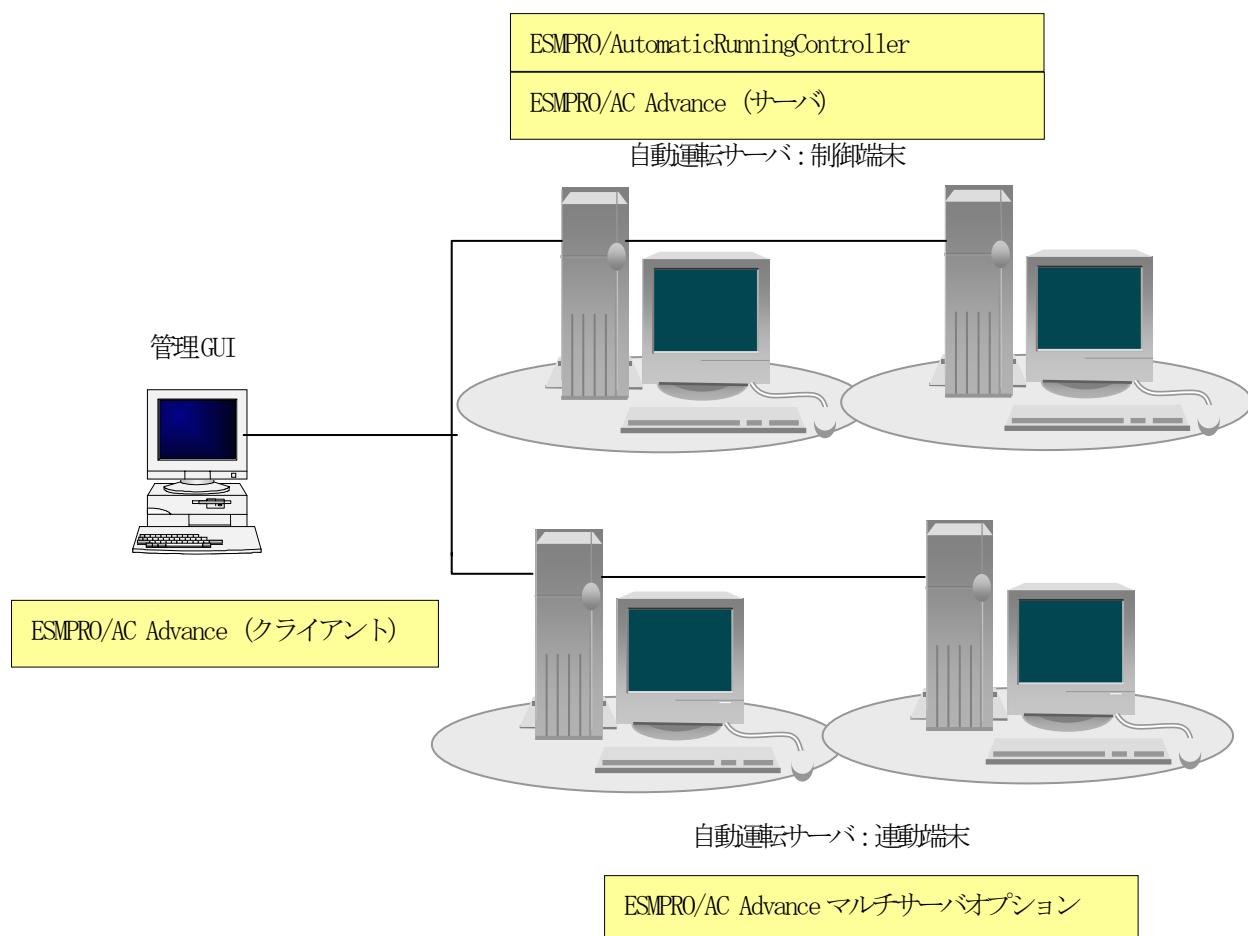 ESMPRO/AutomaticRunningController
ESMPRO/AC Advance (サーバ)
自動運転サーバ：制御端末
管理GUI
ESMPRO/AC Advance (クライアント)
自動運転サーバ：連動端末
ESMPRO/AC Advance マルチサーバオプション